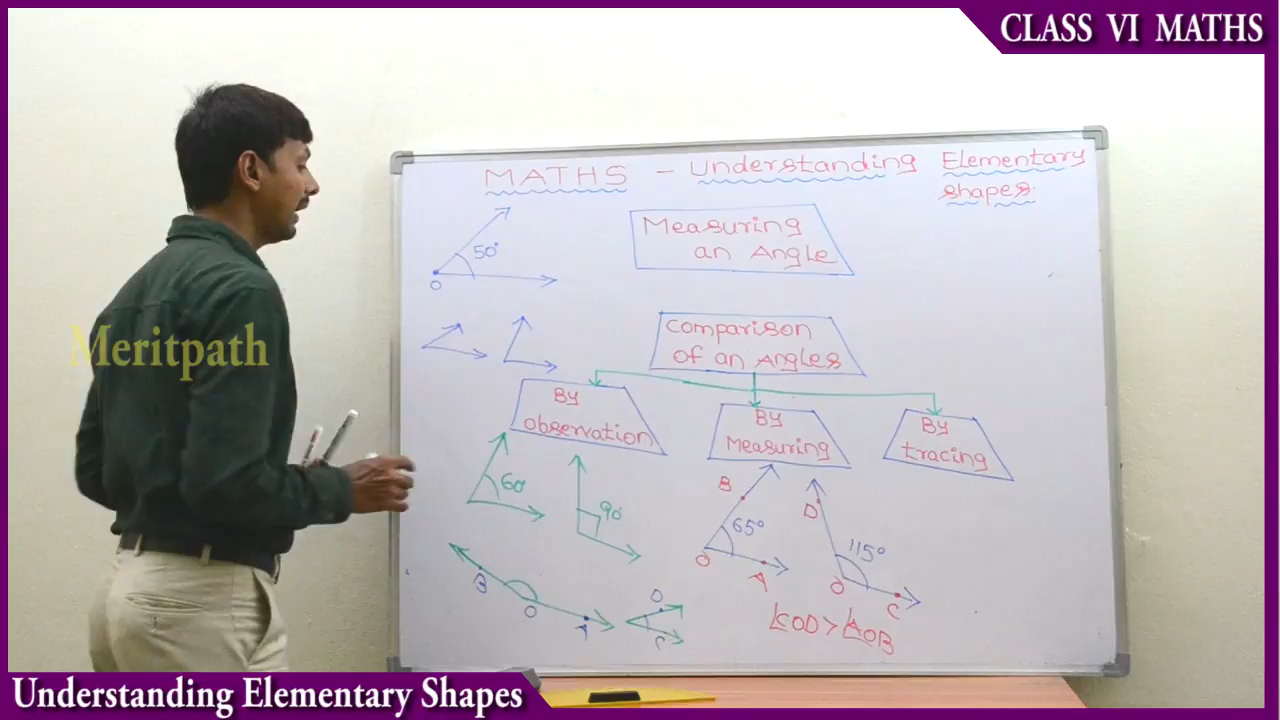 CLASS VI MATHS
MATHS - Understanding Elementary
shapes.
Measuring
an Angle
50°
O
Comparison
of an Angles
By
observation
By
Measuring
By
tracing
60°
90°
B
65°
O
A
D
115°
O
C
B
O
A
D
C
∠COD > ∠AOB
Meritpath
Understanding Elementary Shapes